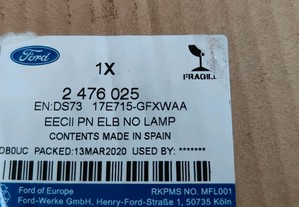 Ford
1X
FRAGILE
2 476 025
EN:DS73 17E715-GFXWAA
EECII PN ELB NO LAMP
CONTENTS MADE IN SPAIN
DB0UC PACKED:13MAR2020 USED BY:*******
Ford of Europe RKPMS NO. MFL001
Ford-Werke GmbH, Henry-Ford-Straße 1, 50735 Köln